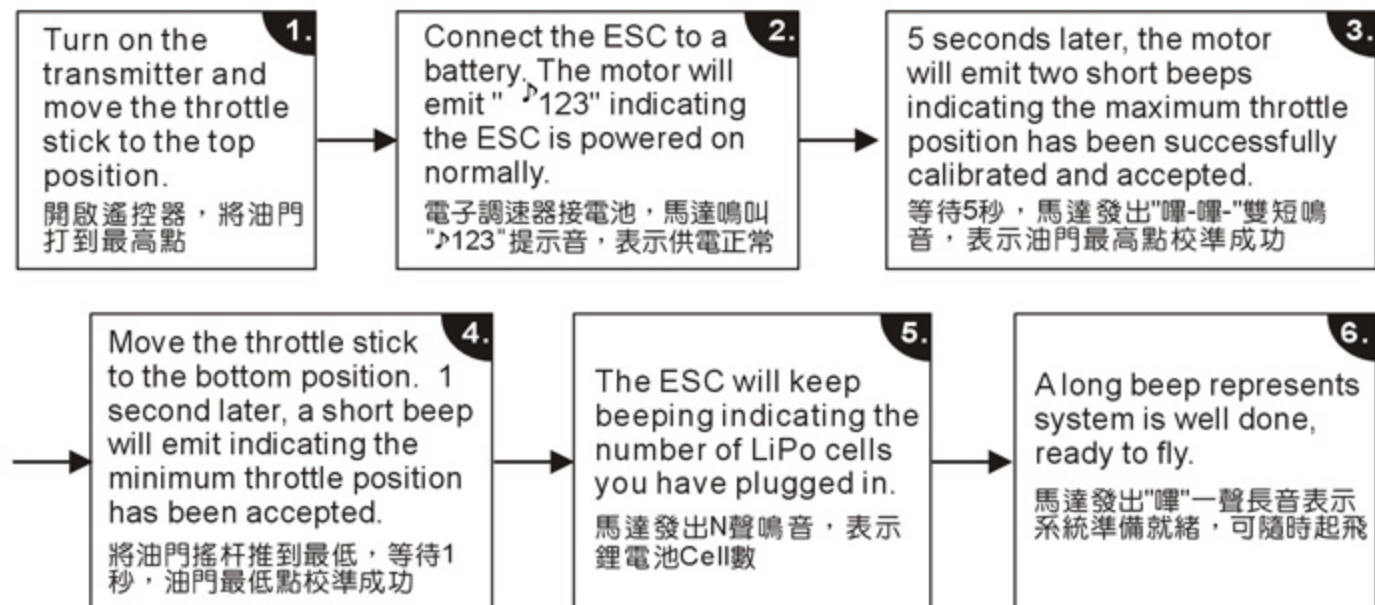 1.
Turn on the
transmitter and
move the throttle
stick to the top
position.
開啟遙控器，將油門
打到最高點
2.
Connect the ESC to a
battery. The motor will
emit " ♪123" indicating
the ESC is powered on
normally.
電子調速器接電池，馬達鳴叫
"♪123"提示音，表示供電正常
3.
5 seconds later, the motor
will emit two short beeps
indicating the maximum throttle
position has been successfully
calibrated and accepted.
等待5秒，馬達發出"嗶-嗶-"雙短鳴
音，表示油門最高點校準成功
4.
Move the throttle stick
to the bottom position. 1
second later, a short beep
will emit indicating the
minimum throttle position
has been accepted.
將油門搖杆推到最低，等待1
秒，油門最低點校準成功
5.
The ESC will keep
beeping indicating the
number of LiPo cells
you have plugged in.
馬達發出N聲鳴音，表示
鋰電池Cell數
6.
A long beep represents
system is well done,
ready to fly.
馬達發出"嗶"一聲長音表示
系統準備就緒，可隨時起飛